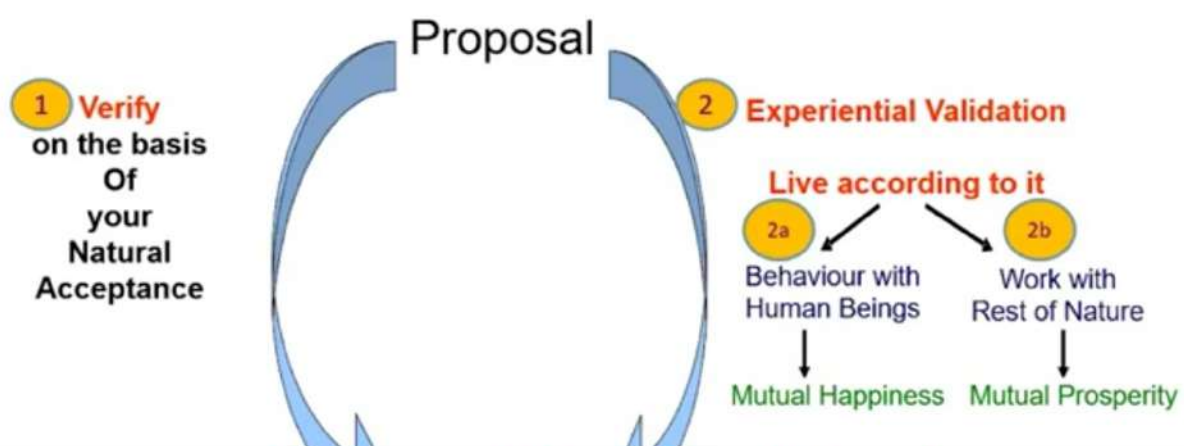 Proposal
1 Verify
on the basis
Of
your
Natural
Acceptance
2 Experiential Validation
Live according to it
2a
Behaviour with
Human Beings
Mutual Happiness
2b
Work with
Rest of Nature
Mutual Prosperity